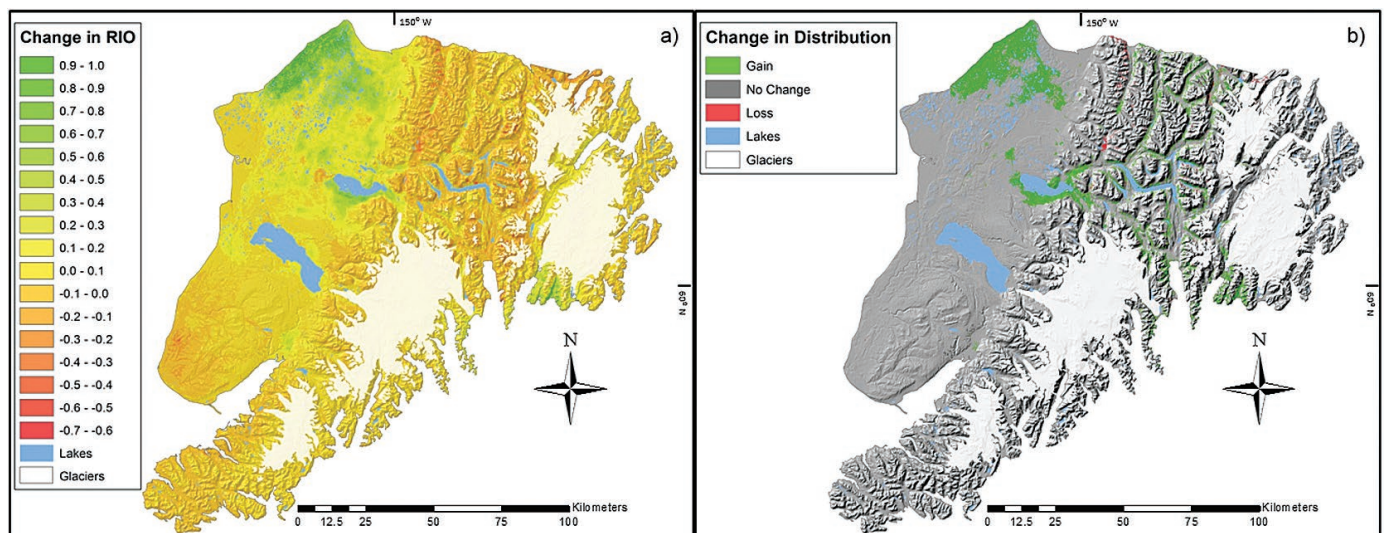 150° W
a)
Change in RIO
0.9 - 1.0
0.8 - 0.9
0.7 - 0.8
0.6 - 0.7
0.5 - 0.6
0.4 - 0.5
0.3 - 0.4
0.2 - 0.3
0.1 - 0.2
0.0 - 0.1
-0.1 - 0.0
-0.2 - -0.1
-0.3 - -0.2
-0.4 - -0.3
-0.5 - -0.4
-0.6 - -0.5
-0.7 - -0.6
Lakes
Glaciers
60° N
N
Kilometers
0 12.5 25 50 75 100
150° W
b)
Change in Distribution
Gain
No Change
Loss
Lakes
Glaciers
60° N
N
Kilometers
0 12.5 25 50 75 100